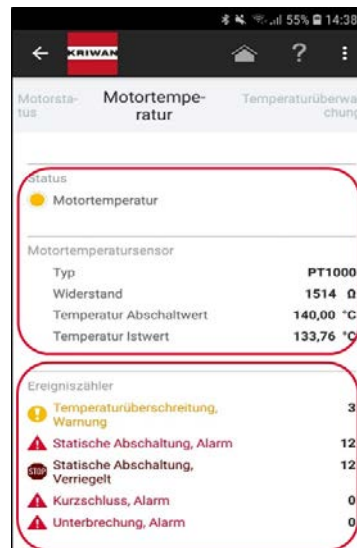 55% 14:38
KRIWAN
?
Motorsta-
tus
Motortempe-
ratur
Temperaturüberwa
chung
Status
Motortemperatur
Motortemperatursensor
Typ PT1000
Widerstand 1514 Ω
Temperatur Abschaltwert 140,00 °C
Temperatur Istwert 133,76 °C
Ereigniszähler
Temperaturüberschreitung, 3
Warnung
Statische Abschaltung, Alarm 12
STOP Statische Abschaltung, 12
Verriegelt
Kurzschluss, Alarm 0
Unterbrechung, Alarm 0